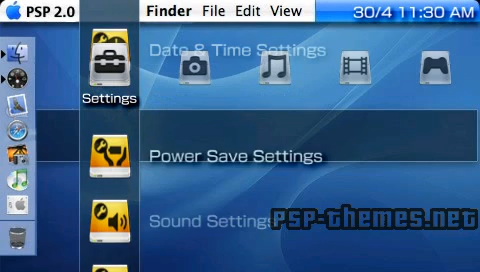 PSP 2.0 Finder File Edit View 30/4 11:30 AM
Date & Time Settings
Settings
Power Save Settings
Sound Settings
PSP-themes.net